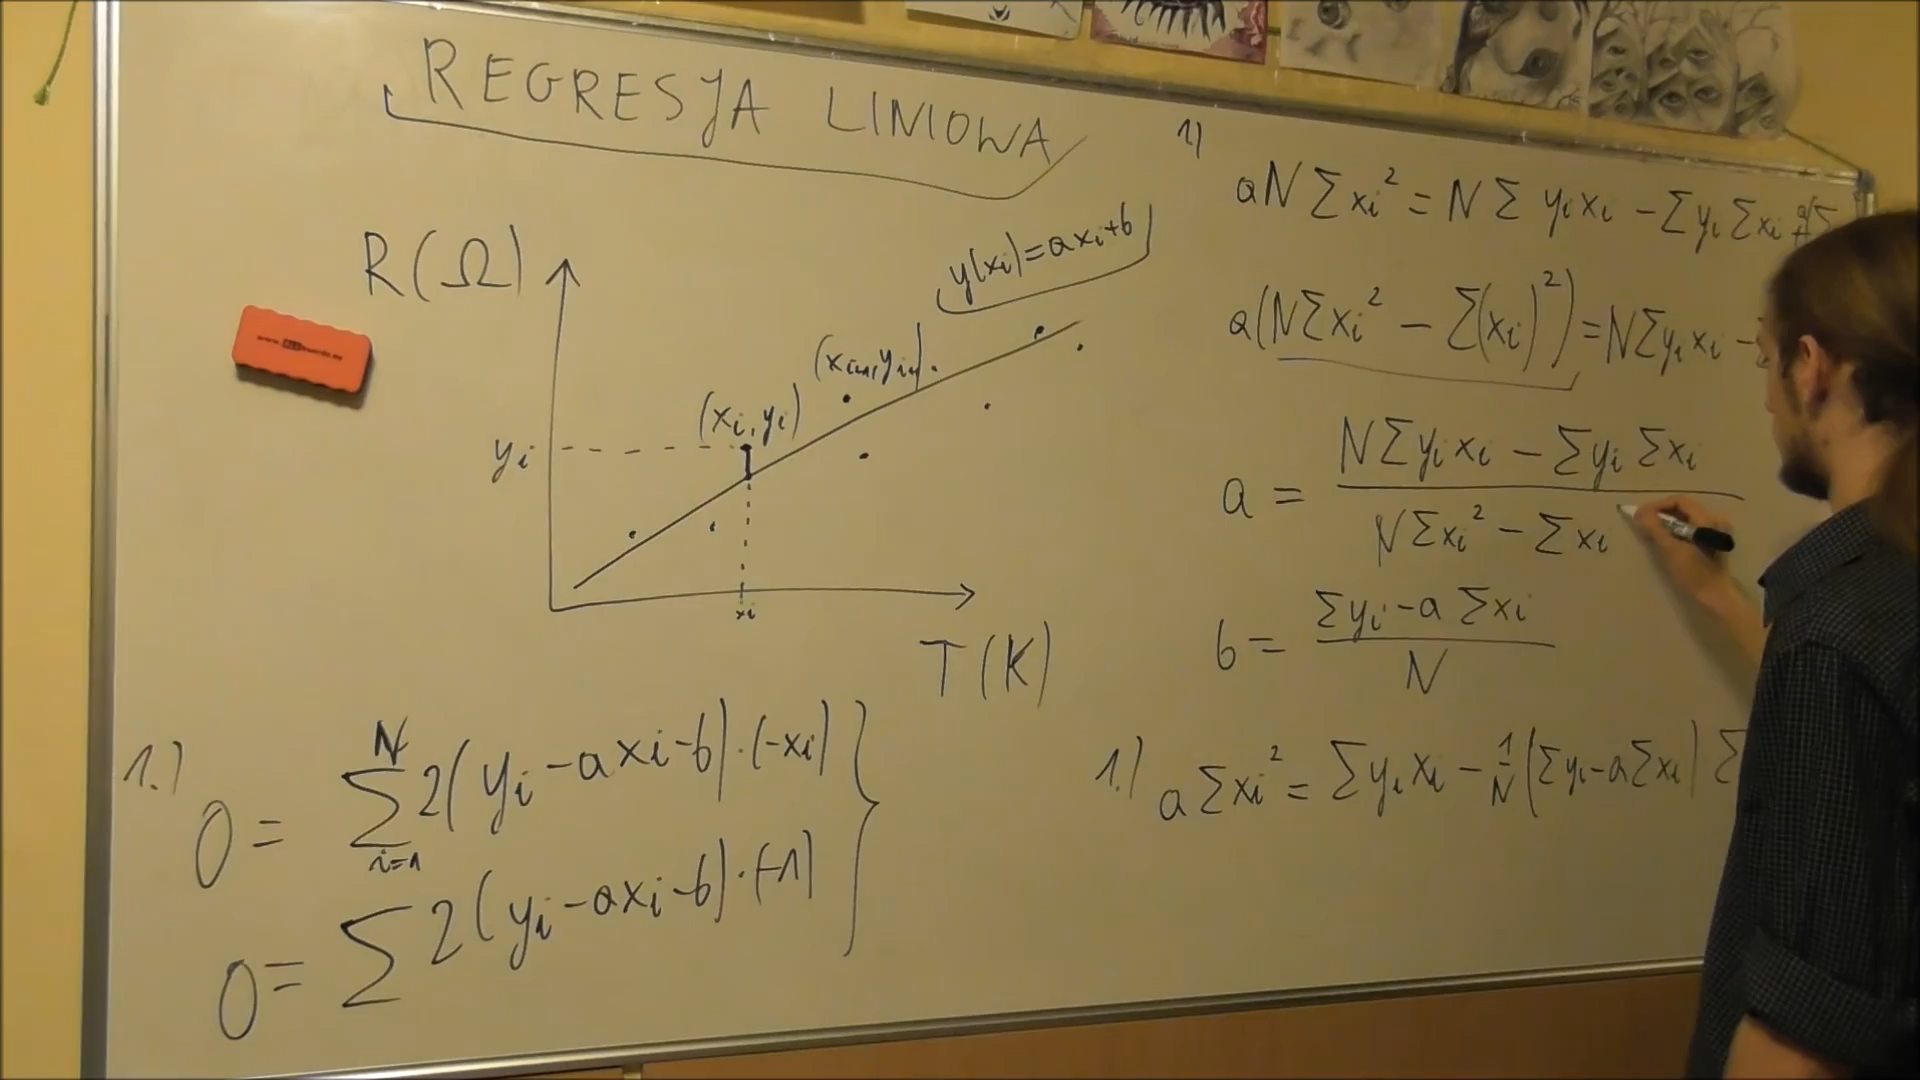 REGRESJA LINIOWA
R(Ω)
y(xi)=axi+b
(xi+1,yi+1)
(xi,yi)
yi
xi
T(K)
1.) 0 = N∑i=1 2(yi-axi-b)·(-xi)
0 = ∑2(yi-axi-b)·(-1)
1)
aN∑xi² = N∑yixi - ∑yi∑xi
a(N∑xi² - ∑(xi)²) = N∑yixi -
a = (N∑yixi - ∑yi∑xi) / (N∑xi² - ∑xi
b = (∑yi - a∑xi) / N
1.) a∑xi² = ∑yixi - 1/N(∑yi-a∑xi) ∑